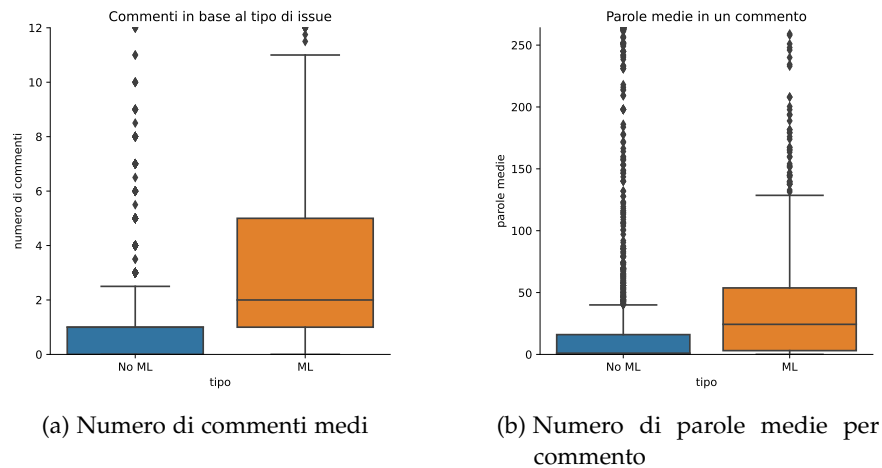 Commenti in base al tipo di issue
12
10
8
6
4
2
0
numero di commenti
No ML
ML
tipo
(a) Numero di commenti medi
Parole medie in un commento
250
200
150
100
50
0
parole medie
No ML
ML
tipo
(b) Numero di parole medie per
commento